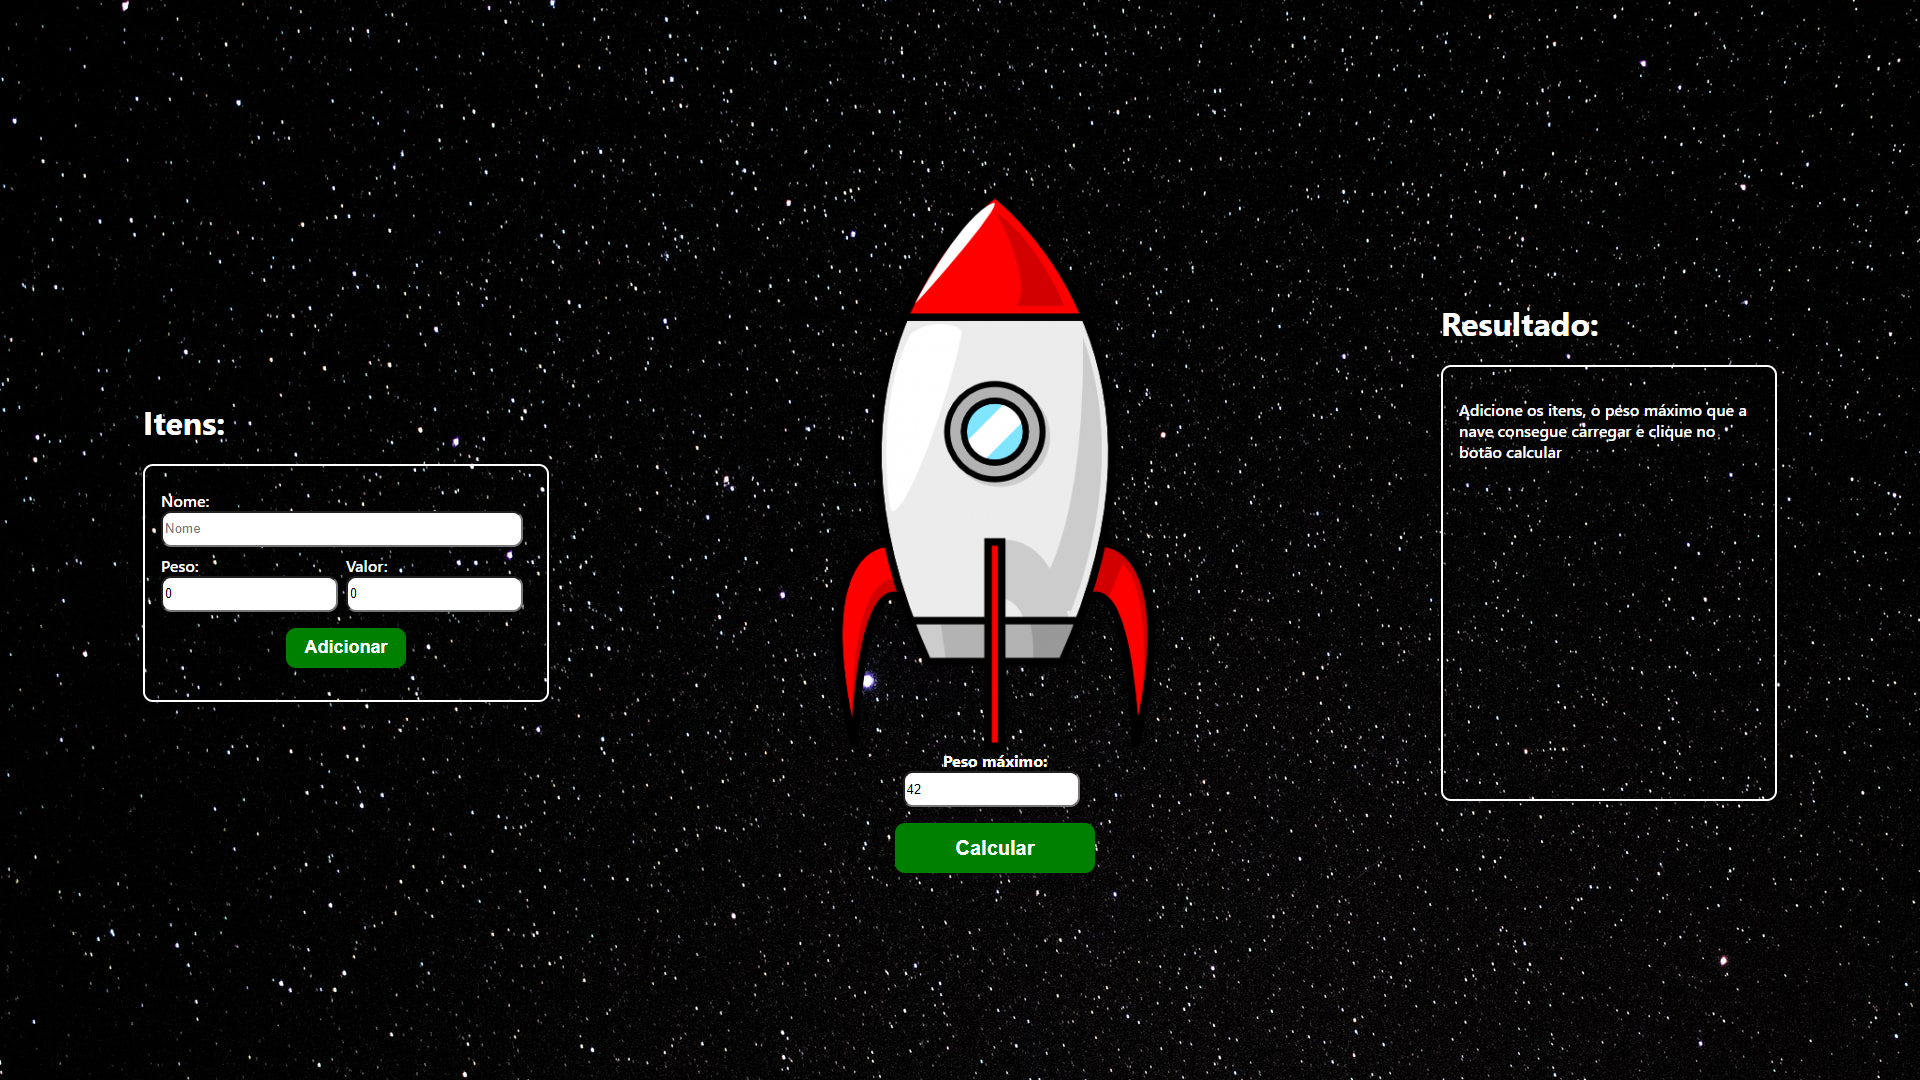 Itens:
Nome:
Nome
Peso:
Valor:
0
0
Adicionar
Peso máximo:
42
Calcular
Resultado:
Adicione os itens, o peso máximo que a
nave consegue carregar e clique no
botão calcular